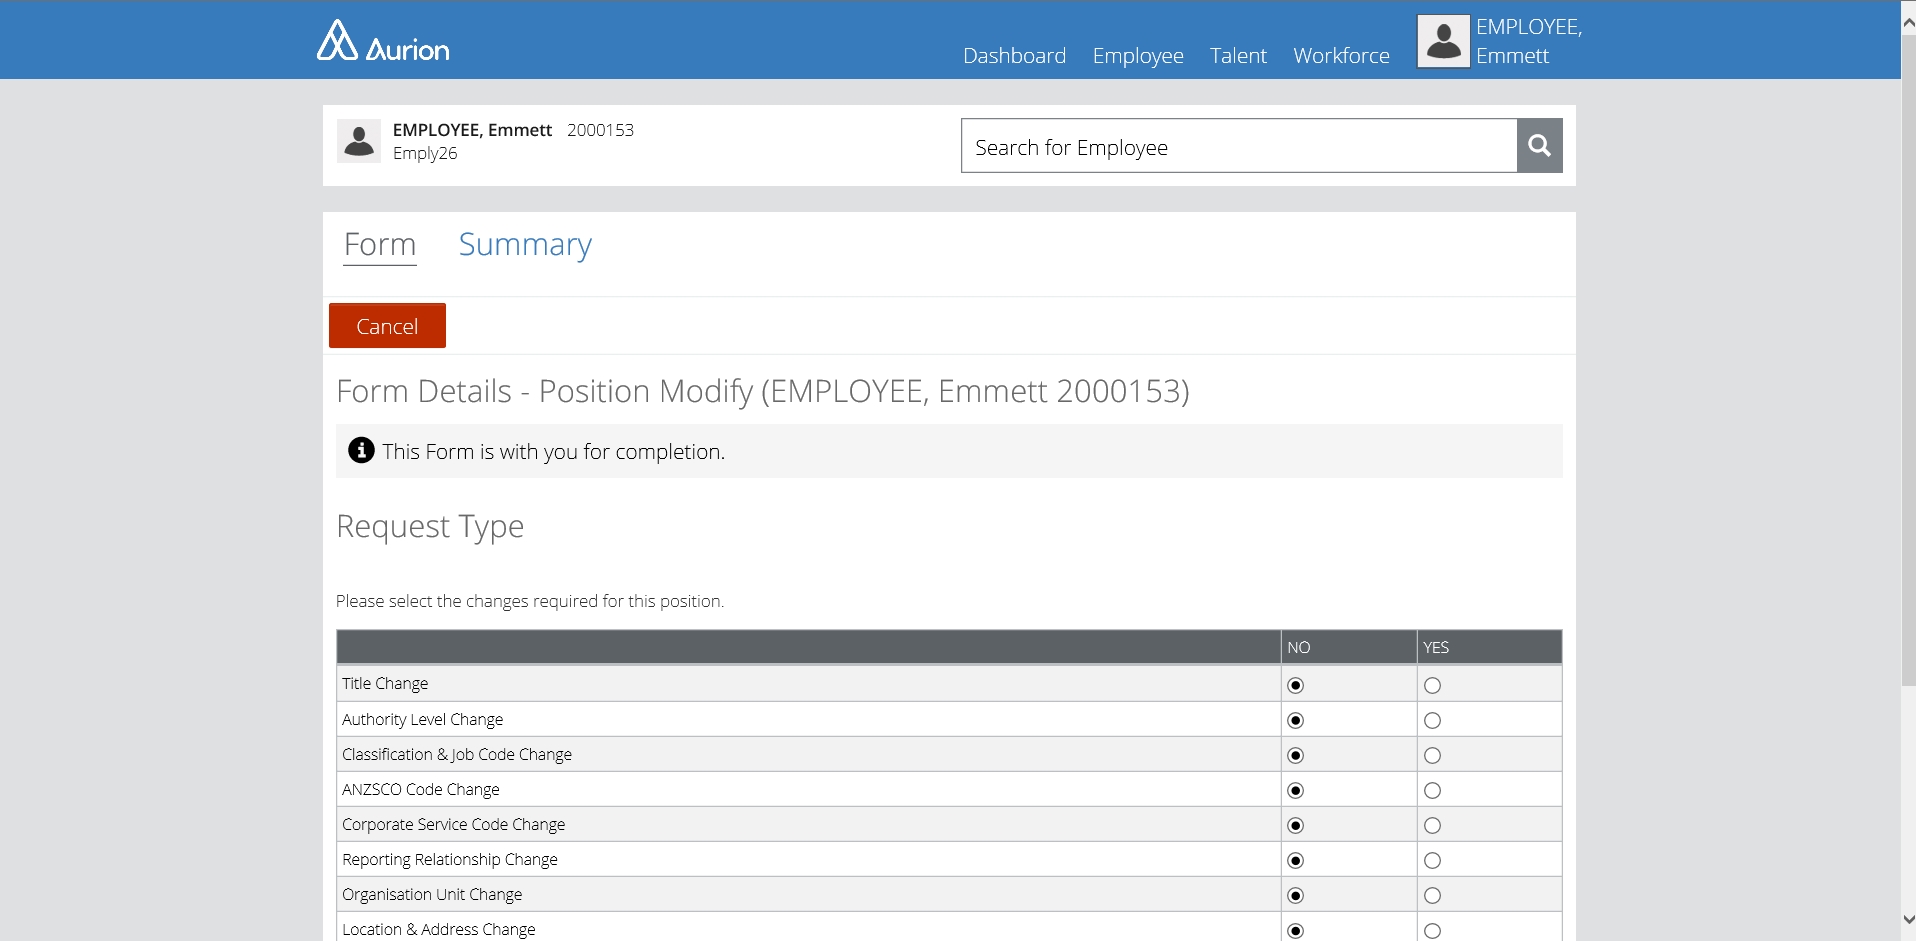 Aurion
Dashboard Employee Talent Workforce
EMPLOYEE,
Emmett
EMPLOYEE, Emmett 2000153
Emply26
Search for Employee
Form Summary
Cancel
Form Details - Position Modify (EMPLOYEE, Emmett 2000153)
This Form is with you for completion.
Request Type
Please select the changes required for this position.
NO YES
Title Change
Authority Level Change
Classification & Job Code Change
ANZSCO Code Change
Corporate Service Code Change
Reporting Relationship Change
Organisation Unit Change
Location & Address Change